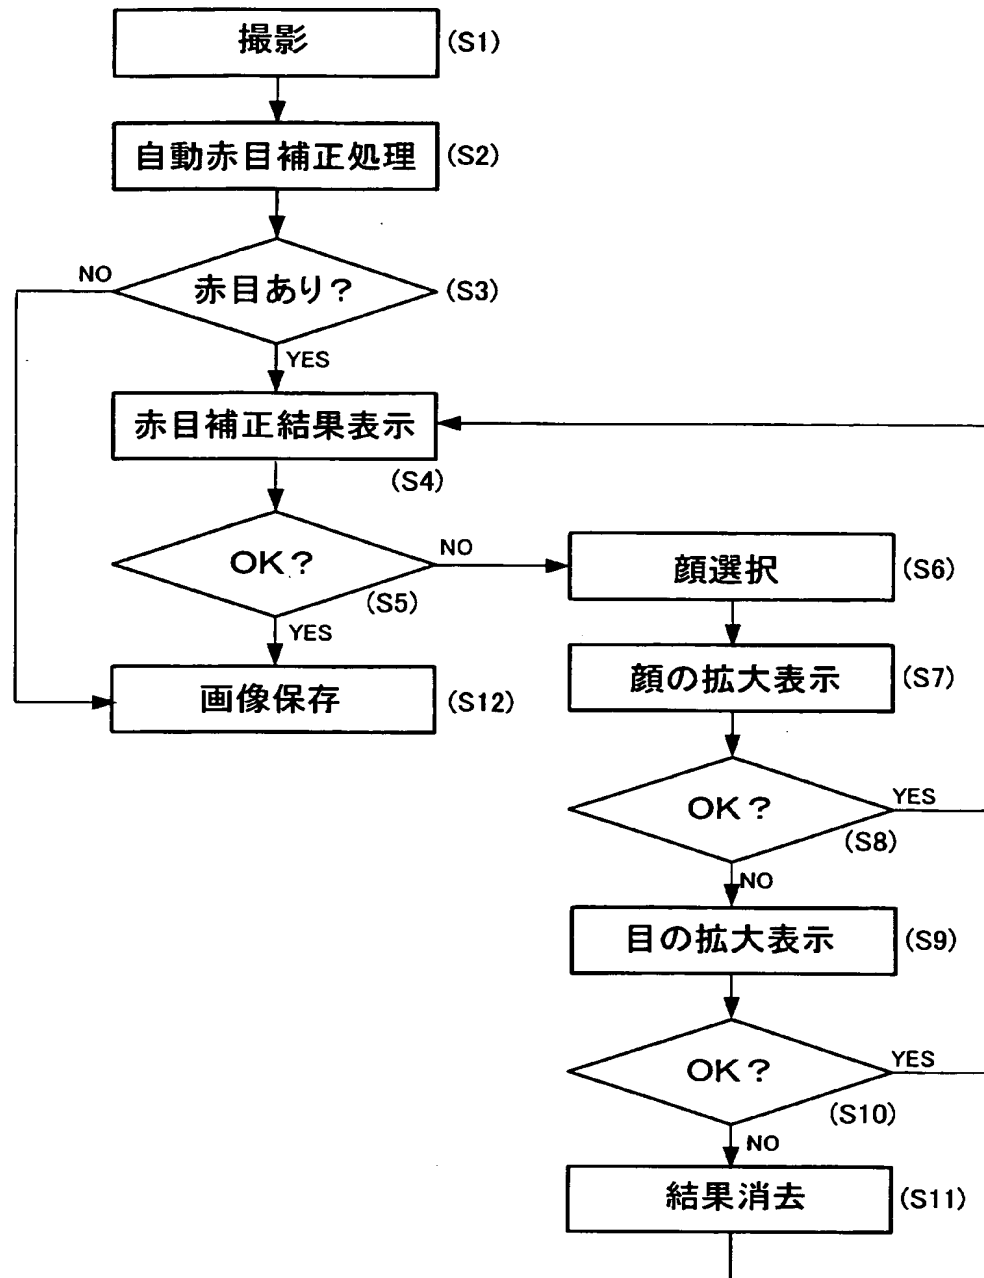 撮影 (S1)
自動赤目補正処理 (S2)
NO 赤目あり? (S3)
YES
赤目補正結果表示
(S4)
OK? NO
(S5)
YES
画像保存 (S12)
顔選択 (S6)
顔の拡大表示 (S7)
OK? YES
(S8)
NO
目の拡大表示 (S9)
OK? YES
(S10)
NO
結果消去 (S11)